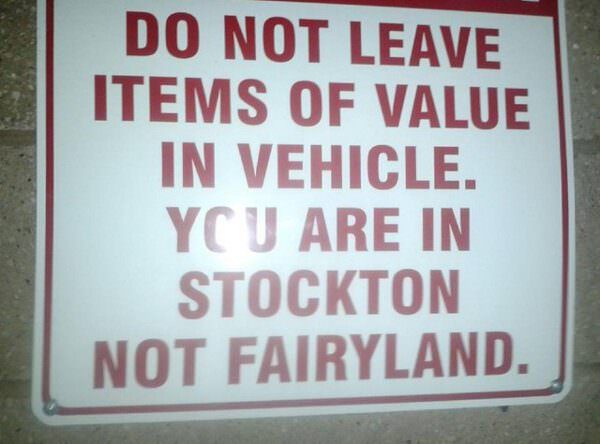 DO NOT LEAVE
ITEMS OF VALUE
IN VEHICLE.
YOU ARE IN
STOCKTON
NOT FAIRYLAND.